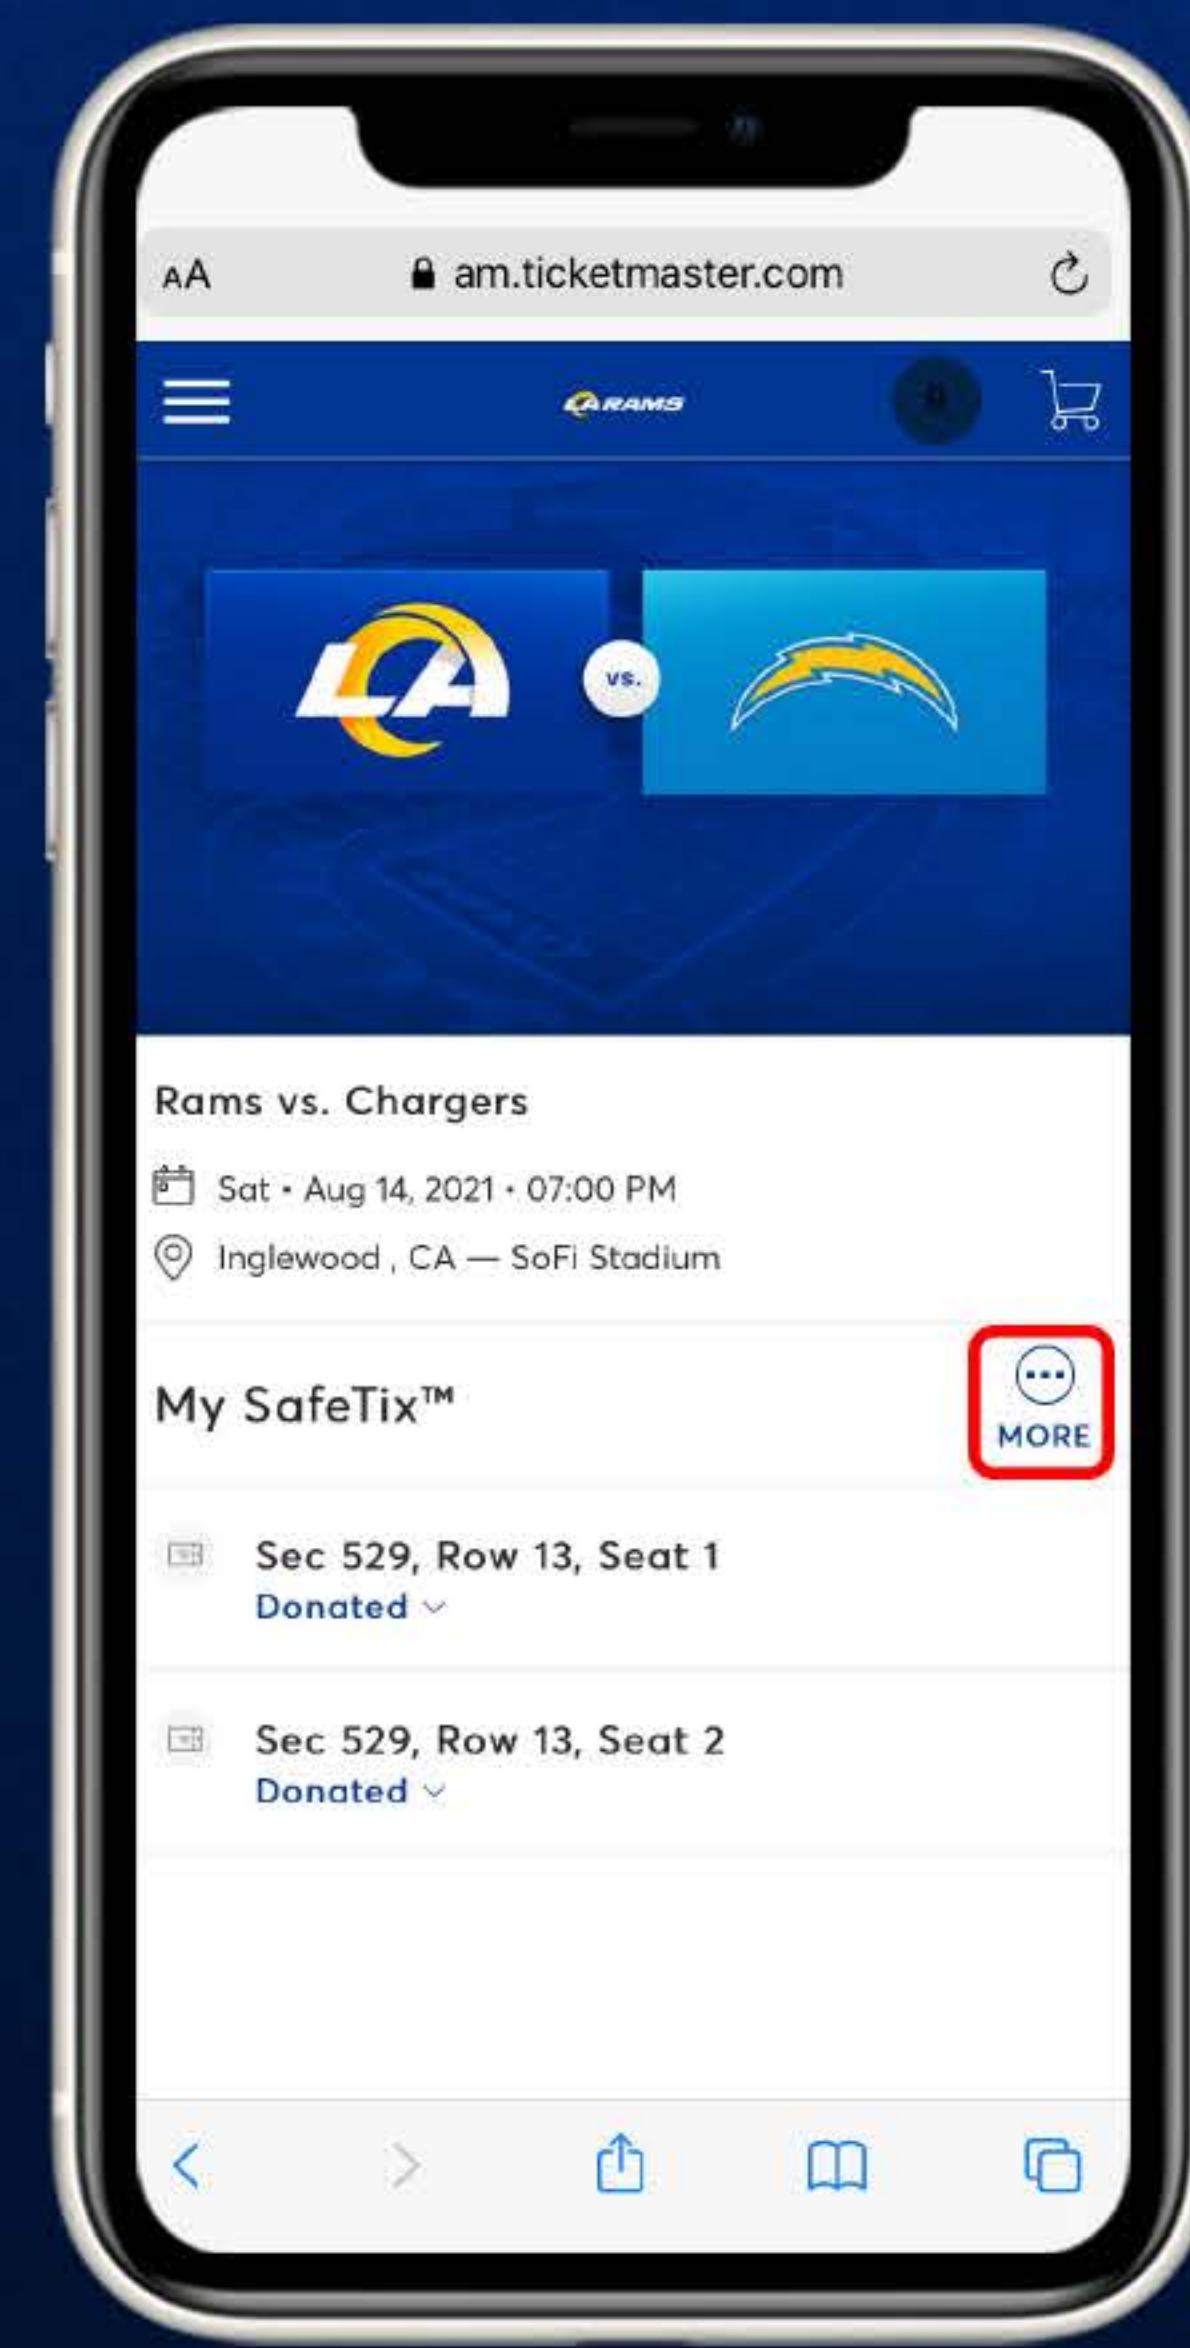 AA
am.ticketmaster.com
LA RAMS
LA
vs.
Rams vs. Chargers
Sat • Aug 14, 2021 • 07:00 PM
Inglewood , CA — SoFi Stadium
My SafeTix™
MORE
Sec 529, Row 13, Seat 1
Donated
Sec 529, Row 13, Seat 2
Donated